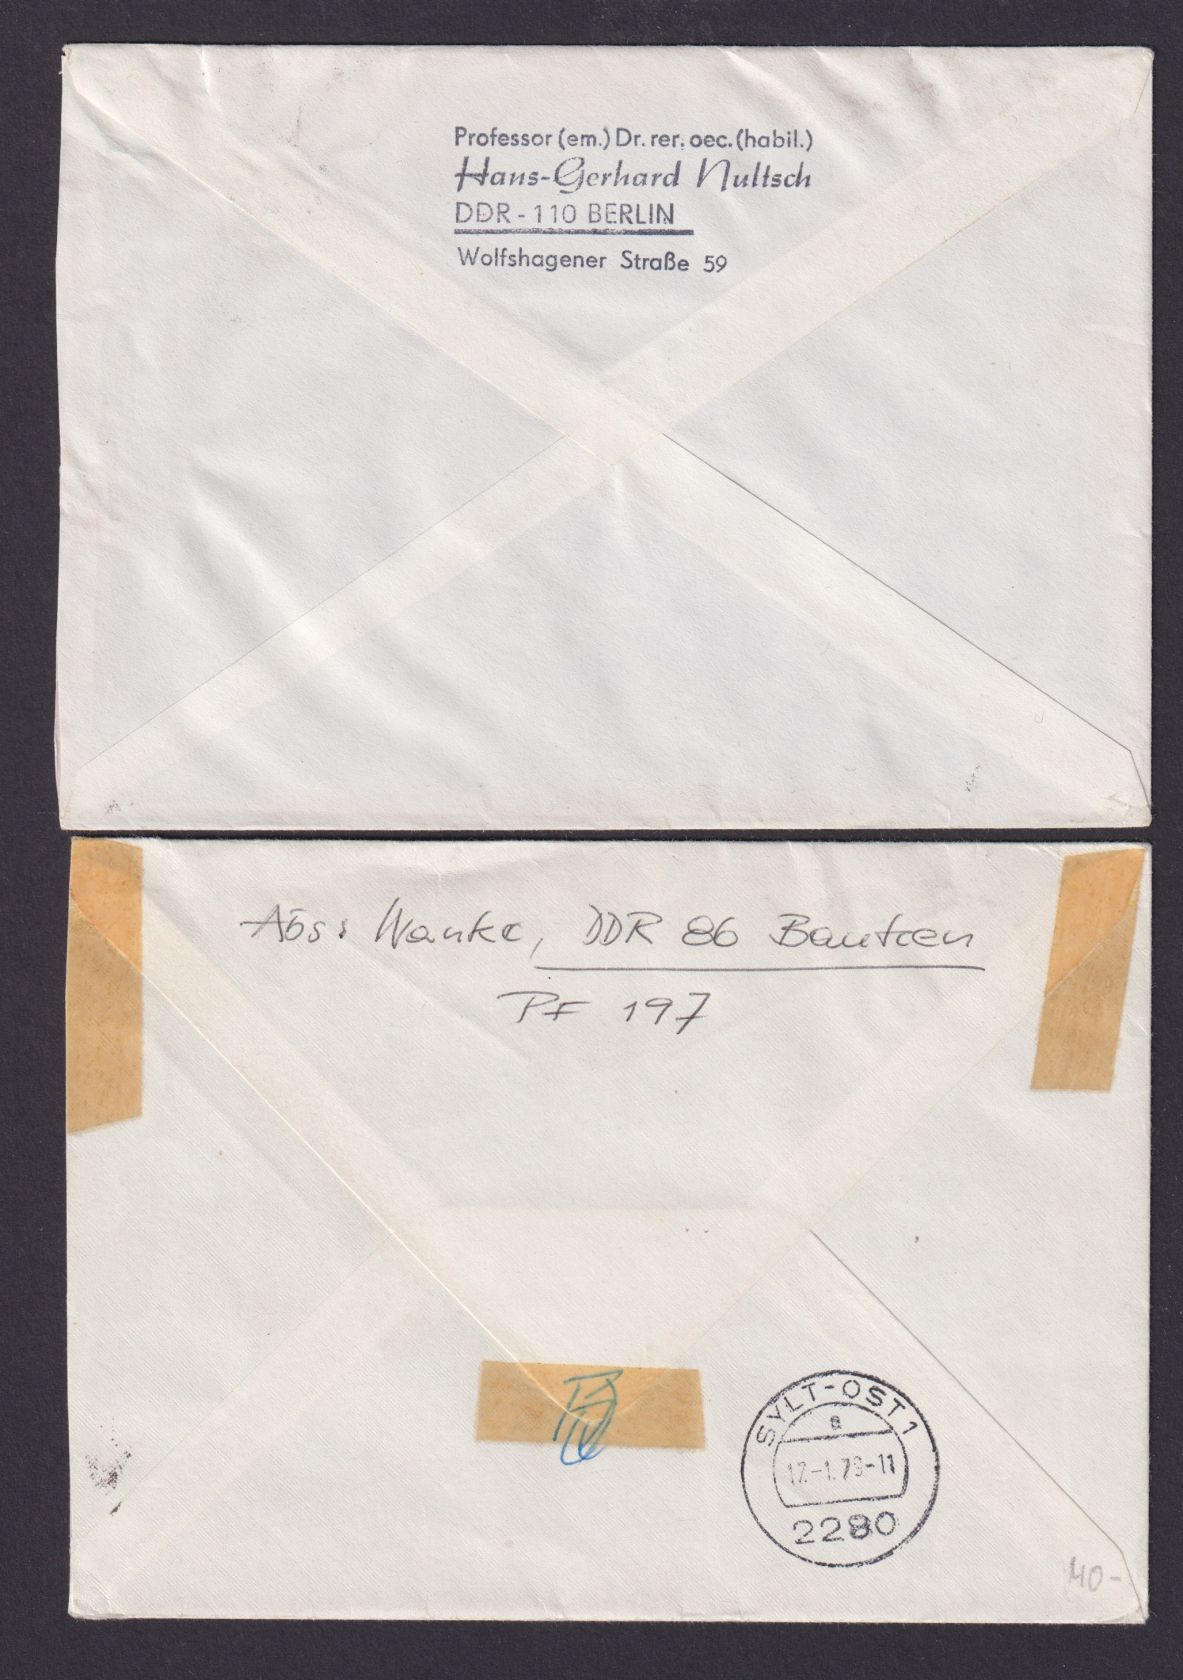 Professor (em.) Dr. rer. oec. (habil.)
Hans-Gerhard Nultsch
DDR - 110 BERLIN
Wolfshagener Straße 59
Abs: Wanke, DDR 86 Bautzen
PF 197
SYLT-OST 1
a
17.-1.79-11
2280
40-